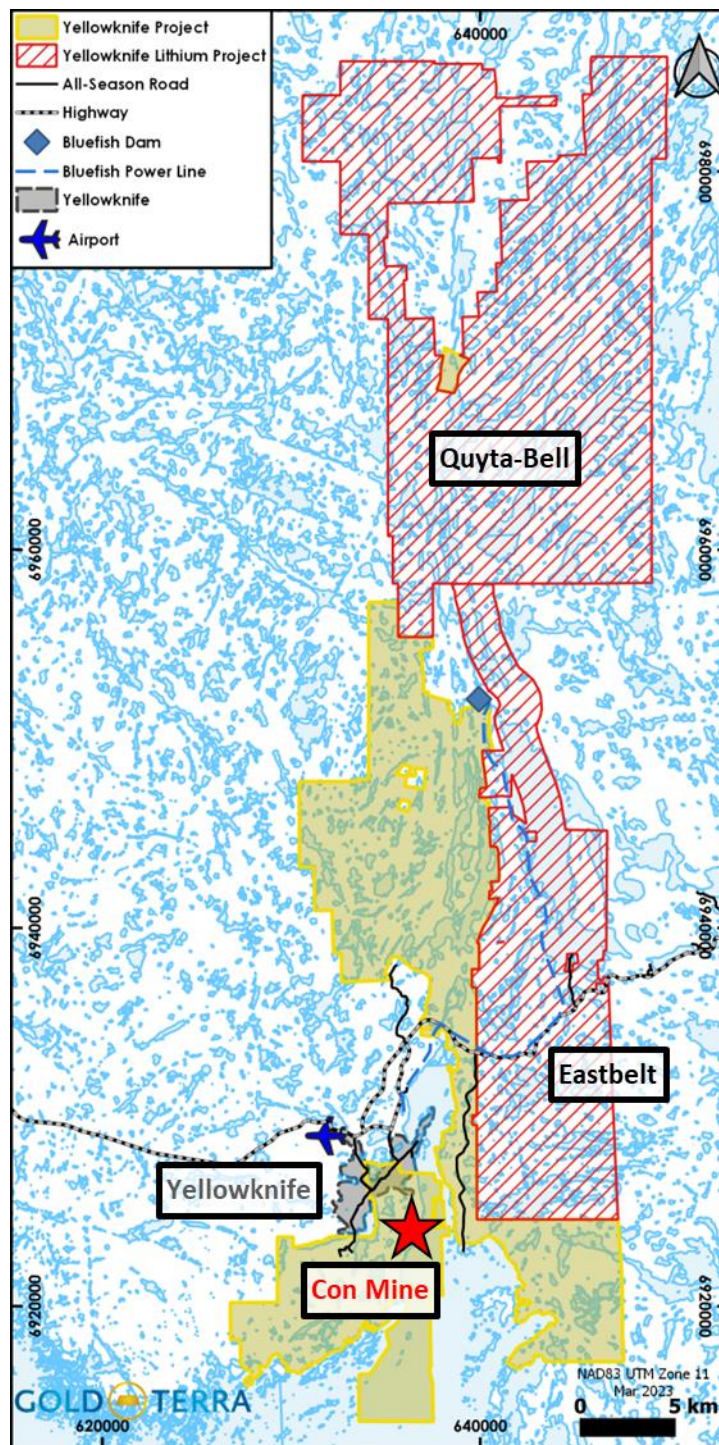 Yellowknife Project
Yellowknife Lithium Project
All-Season Road
Highway
Bluefish Dam
Bluefish Power Line
Yellowknife
Airport
640000
6980000
Quyta-Bell
6960000
6960000
6940000
6940000
Eastbelt
Yellowknife
Con Mine
6920000
6920000
NAD83 UTM Zone 11
Mar 2023
GOLD TERRA
0 5 km
620000
640000